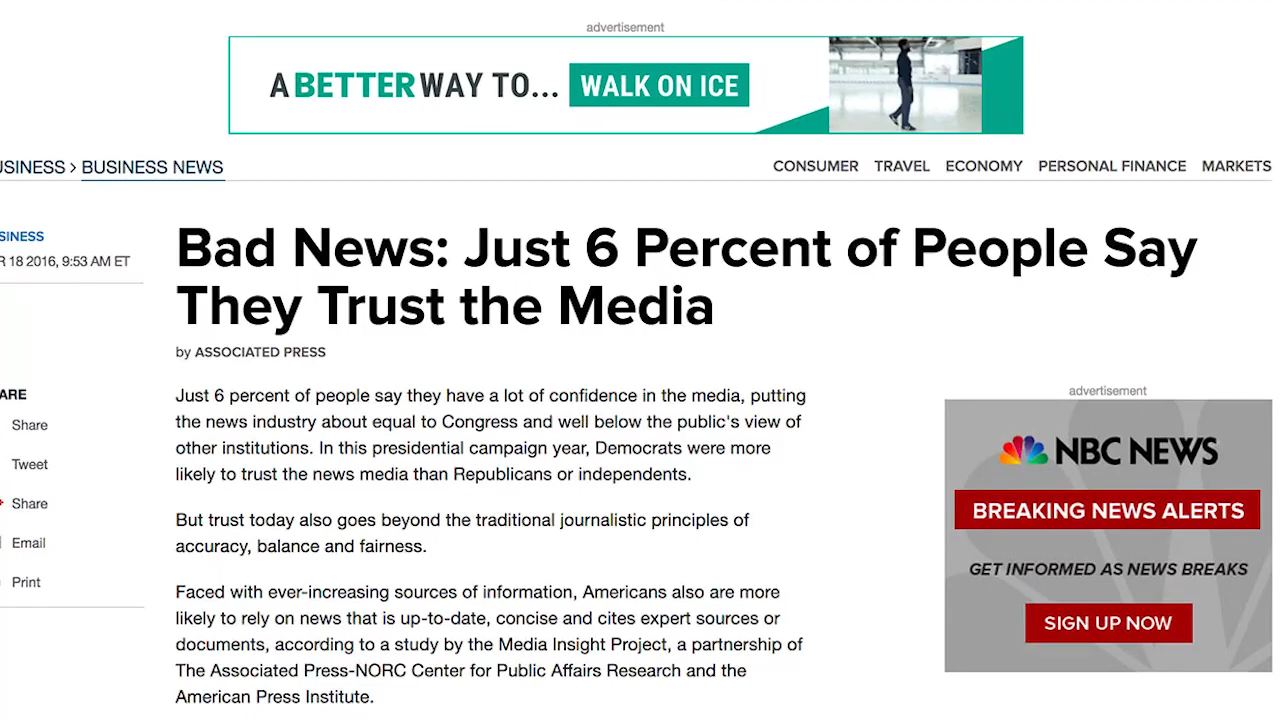 advertisement
A BETTER WAY TO... WALK ON ICE
USINESS > BUSINESS NEWS
CONSUMER TRAVEL ECONOMY PERSONAL FINANCE MARKETS
SINESS
R 18 2016, 9:53 AM ET
Bad News: Just 6 Percent of People Say
They Trust the Media
by ASSOCIATED PRESS
ARE
Share
Tweet
Share
Email
Print
Just 6 percent of people say they have a lot of confidence in the media, putting
the news industry about equal to Congress and well below the public's view of
other institutions. In this presidential campaign year, Democrats were more
likely to trust the news media than Republicans or independents.
But trust today also goes beyond the traditional journalistic principles of
accuracy, balance and fairness.
Faced with ever-increasing sources of information, Americans also are more
likely to rely on news that is up-to-date, concise and cites expert sources or
documents, according to a study by the Media Insight Project, a partnership of
The Associated Press-NORC Center for Public Affairs Research and the
American Press Institute.
advertisement
NBC NEWS
BREAKING NEWS ALERTS
GET INFORMED AS NEWS BREAKS
SIGN UP NOW